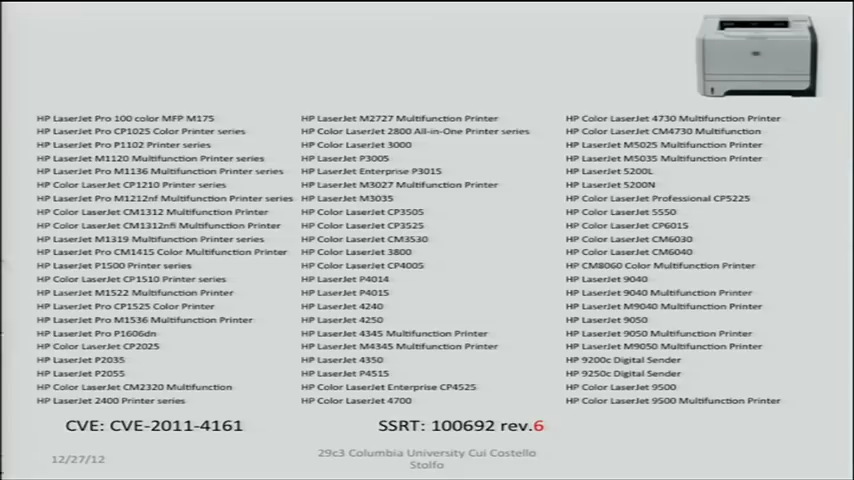 HP LaserJet Pro 100 color MFP M175
HP LaserJet Pro CP1025 Color Printer series
HP LaserJet Pro P1102 Printer series
HP LaserJet M1120 Multifunction Printer series
HP LaserJet Pro M1136 Multifunction Printer series
HP Color LaserJet CP1210 Printer series
HP LaserJet Pro M1212nf Multifunction Printer series
HP Color LaserJet CM1312 Multifunction Printer
HP Color LaserJet CM1312nfi Multifunction Printer
HP LaserJet M1319 Multifunction Printer series
HP LaserJet Pro CM1415 Color Multifunction Printer
HP LaserJet P1500 Printer series
HP Color LaserJet CP1510 Printer series
HP LaserJet M1522 Multifunction Printer
HP LaserJet Pro CP1525 Color Printer
HP LaserJet Pro M1536 Multifunction Printer
HP LaserJet Pro P1606dn
HP Color LaserJet CP2025
HP LaserJet P2035
HP LaserJet P2055
HP Color LaserJet CM2320 Multifunction
HP LaserJet 2400 Printer series
HP LaserJet M2727 Multifunction Printer
HP Color LaserJet 2800 All-in-One Printer series
HP Color LaserJet 3000
HP LaserJet P3005
HP LaserJet Enterprise P3015
HP LaserJet M3027 Multifunction Printer
HP LaserJet M3035
HP Color LaserJet CP3505
HP Color LaserJet CP3525
HP Color LaserJet CM3530
HP Color LaserJet 3800
HP Color LaserJet CP4005
HP LaserJet P4014
HP LaserJet P4015
HP LaserJet 4240
HP LaserJet 4250
HP LaserJet 4345 Multifunction Printer
HP LaserJet M4345 Multifunction Printer
HP LaserJet 4350
HP LaserJet P4515
HP Color LaserJet Enterprise CP4525
HP Color LaserJet 4700
HP Color LaserJet 4730 Multifunction Printer
HP Color LaserJet CM4730 Multifunction
HP LaserJet M5025 Multifunction Printer
HP LaserJet M5035 Multifunction Printer
HP LaserJet 5200L
HP LaserJet 5200N
HP Color LaserJet Professional CP5225
HP Color LaserJet 5550
HP Color LaserJet CP6015
HP Color LaserJet CM6030
HP Color LaserJet CM6040
HP CM8060 Color Multifunction Printer
HP LaserJet 9040
HP LaserJet 9040 Multifunction Printer
HP LaserJet M9040 Multifunction Printer
HP LaserJet 9050
HP LaserJet 9050 Multifunction Printer
HP LaserJet M9050 Multifunction Printer
HP 9200c Digital Sender
HP 9250c Digital Sender
HP Color LaserJet 9500
HP Color LaserJet 9500 Multifunction Printer
CVE: CVE-2011-4161
SSRT: 100692 rev.6
12/27/12
29c3 Columbia University Cui Costello
Stolfo